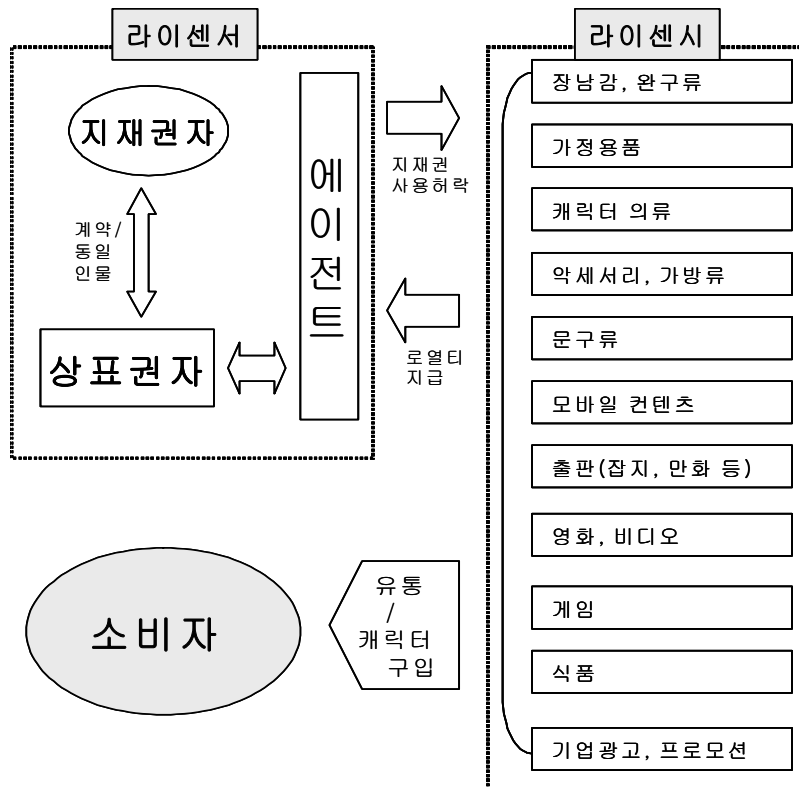 라이센서
지재권자
계약/
동일
인물
상표권자
에이전트
지재권
사용허락
로열티
지급
라이센시
장남감, 완구류
가정용품
캐릭터 의류
악세서리, 가방류
문구류
모바일 컨텐츠
출판(잡지, 만화 등)
영화, 비디오
게임
식품
기업광고, 프로모션
유통
/
캐릭터
구입
소비자